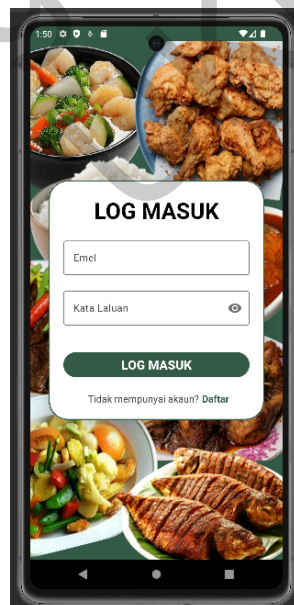 1:50
LOG MASUK
Emel
Kata Laluan
LOG MASUK
Tidak mempunyai akaun? Daftar